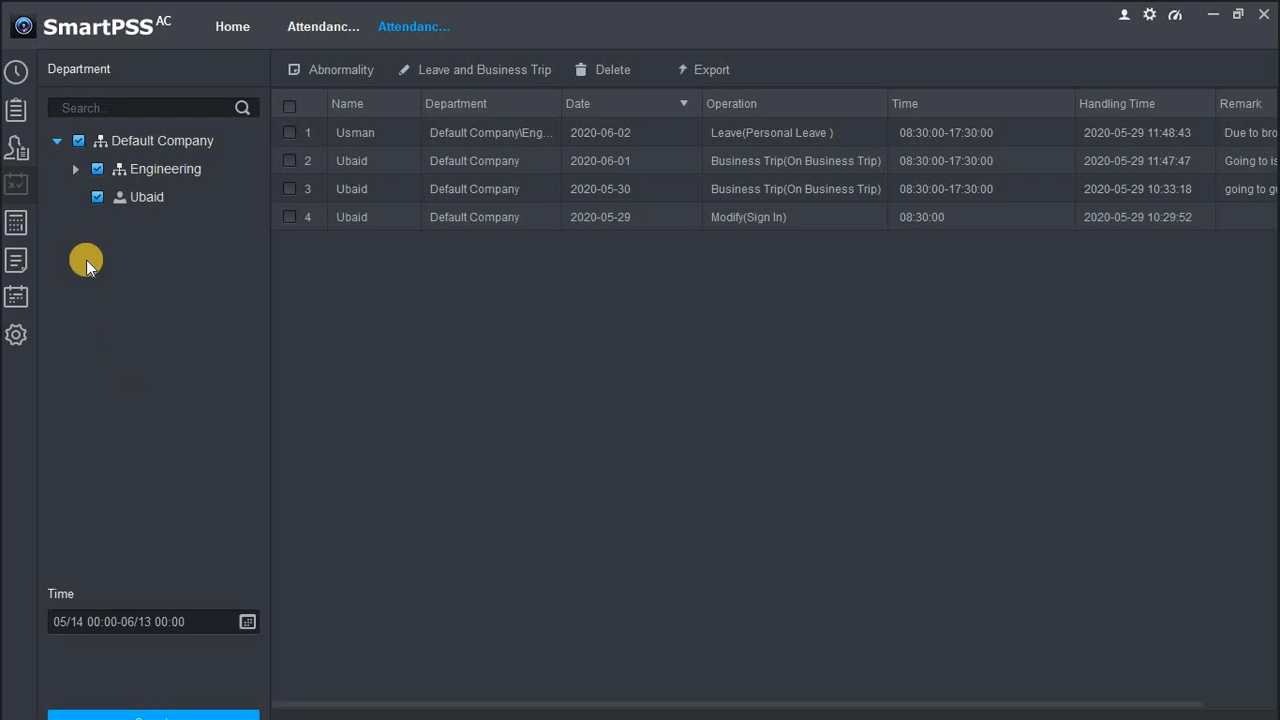 SmartPSS AC Home Attendanc... Attendanc...
Department Abnormality Leave and Business Trip Delete Export
Search..
Name Department Date Operation Time Handling Time Remark
1 Usman Default Company\Eng... 2020-06-02 Leave(Personal Leave ) 08:30:00-17:30:00 2020-05-29 11:48:43 Due to bro
2 Ubaid Default Company 2020-06-01 Business Trip(On Business Trip) 08:30:00-17:30:00 2020-05-29 11:47:47 Going to is
3 Ubaid Default Company 2020-05-30 Business Trip(On Business Trip) 08:30:00-17:30:00 2020-05-29 10:33:18 going to g
4 Ubaid Default Company 2020-05-29 Modify(Sign In) 08:30:00 2020-05-29 10:29:52
Default Company
Engineering
Ubaid
Time
05/14 00:00-06/13 00:00